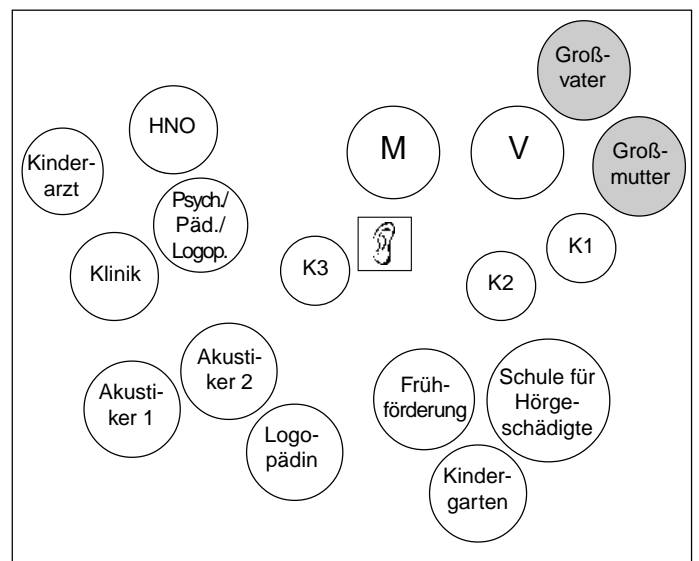 Groß-
vater
HNO
M
V
Kinder-
arzt
Groß-
mutter
Psych./
Päd./
Logop.
Klinik
K3
K2
K1
Akusti-
ker 1
Akusti-
ker 2
Logo-
pädin
Früh-
förderung
Schule für
Hörge-
schädigte
Kinder-
garten